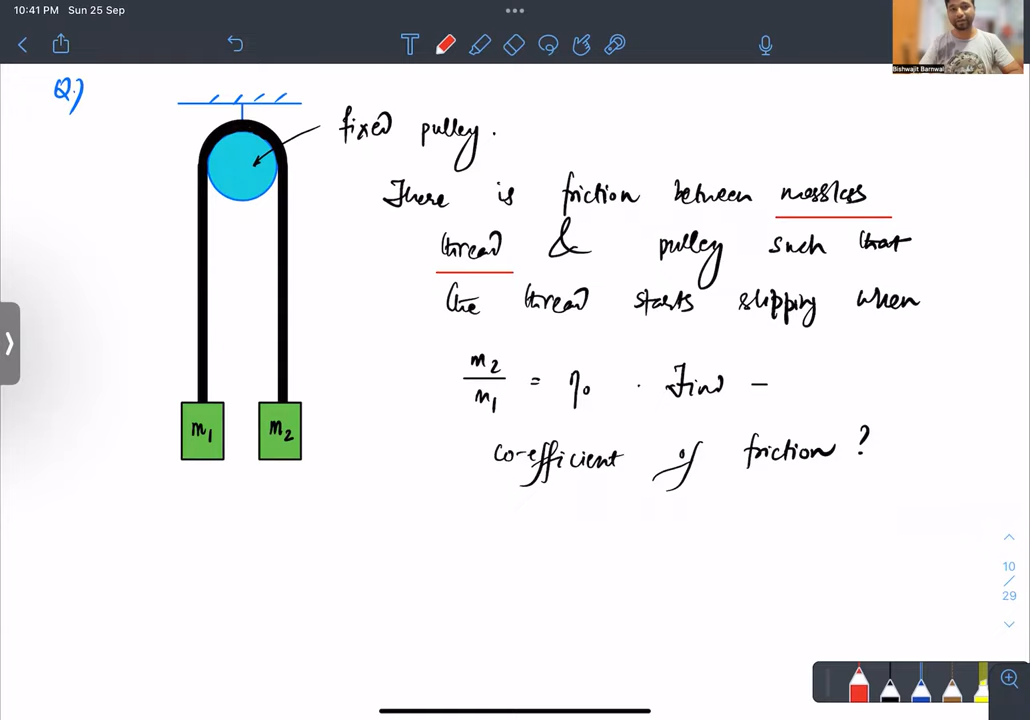 10:41 PM Sun 25 Sep
Bishwajit Barnwal
Q.)
fixed pulley.
There is friction between massless
thread & pulley such that
the thread starts slipping when
m2/m1 = η0 . Find -
co-efficient of friction ?
m1
m2
10
/
29